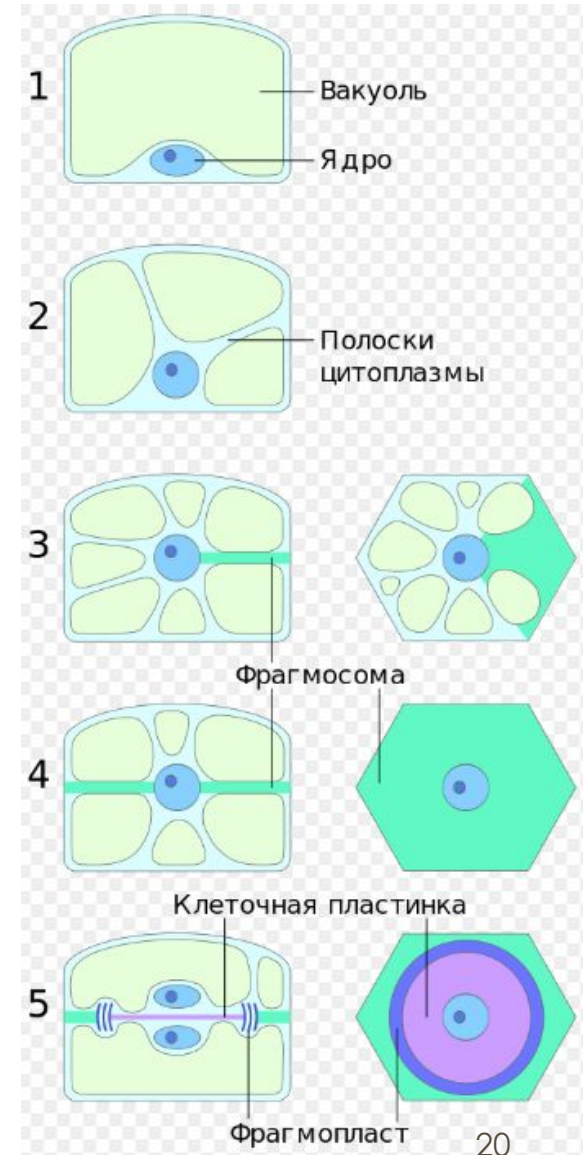 1
Вакуоль
Ядро
2
Полоски
цитоплазмы
3
Фрагмосома
4
Клеточная пластинка
5
Фрагмопласт
20